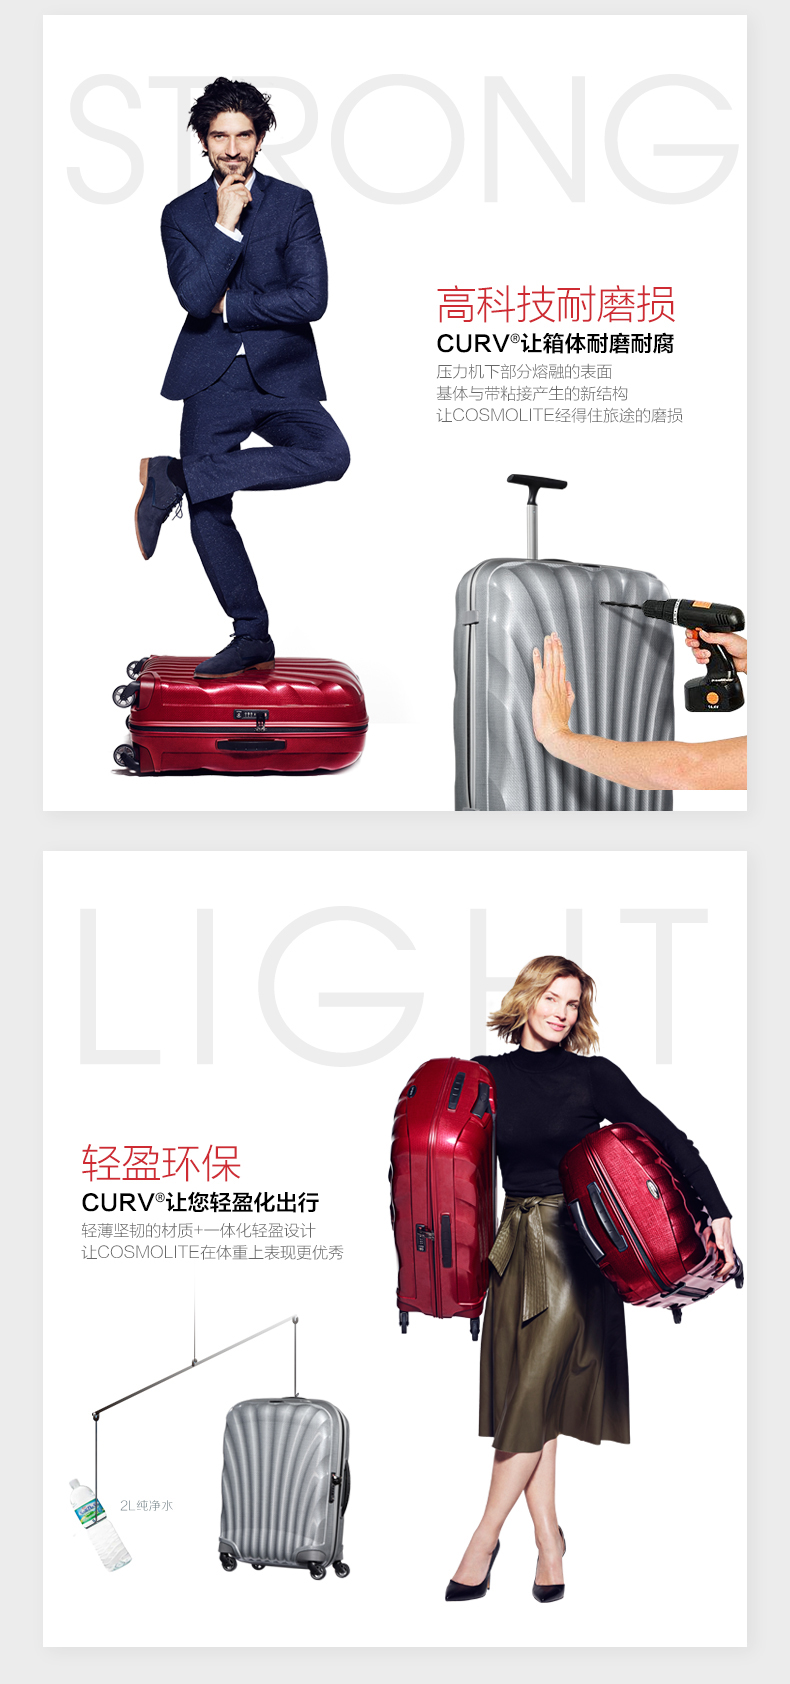 STRONG
高科技耐磨损
CURV®让箱体耐磨耐腐
压力机下部分熔融的表面
基体与带粘接产生的新结构
让COSMOLITE经得住旅途的磨损
14.4V
LIGHT
轻盈环保
CURV®让您轻盈化出行
轻薄坚韧的材质+一体化轻盈设计
让COSMOLITE在体重上表现更优秀
2L纯净水